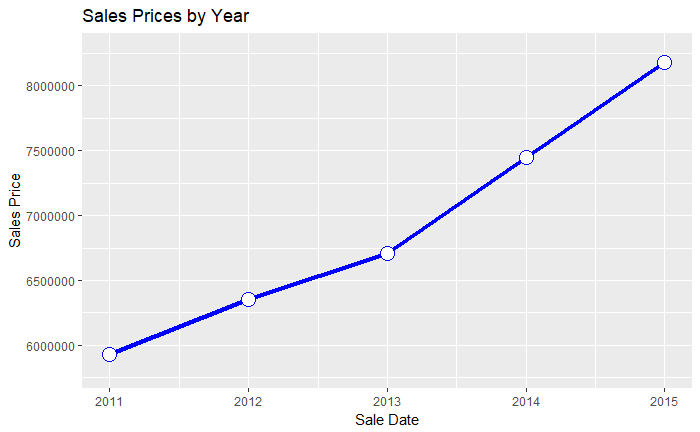 Sales Prices by Year
Sales Price
8000000
7500000
7000000
6500000
6000000
2011 2012 2013 2014 2015
Sale Date